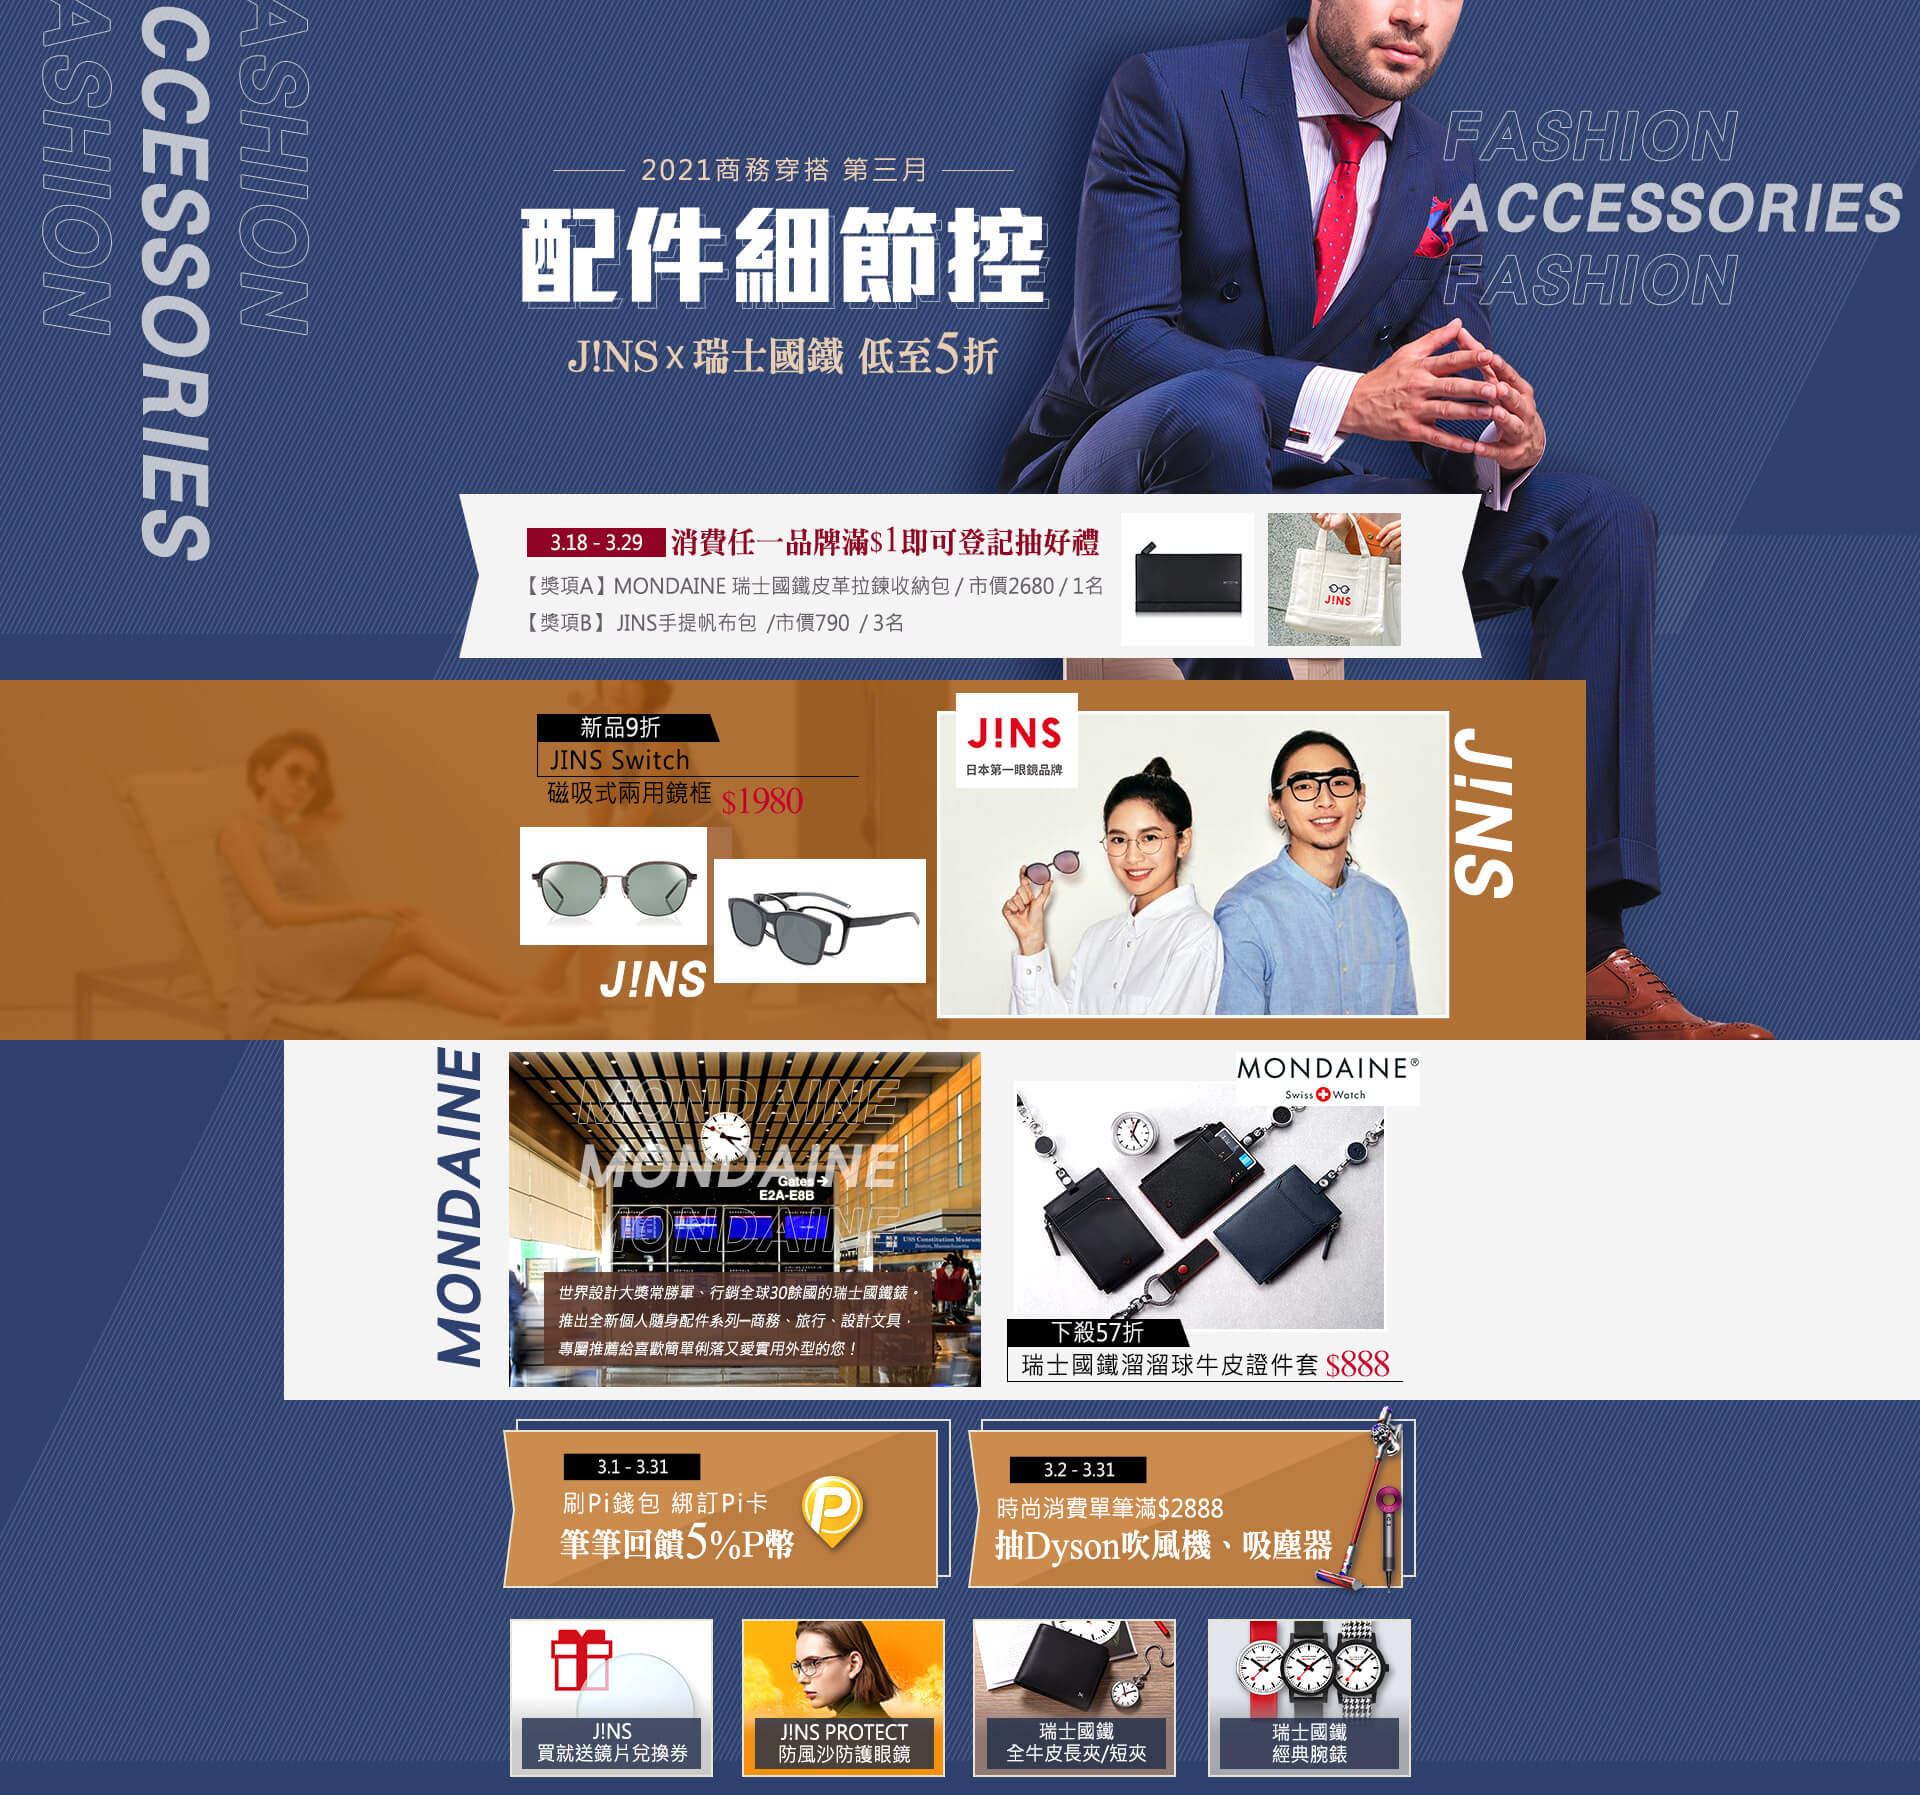 ASHION
CCESSORIES
ASHION
FASHION
ACCESSORIES
FASHION
2021商務穿搭 第三月
配件細節控
J!NS x 瑞士國鐵 低至5折
3.18 - 3.29 消費任一品牌滿$1即可登記抽好禮
【獎項A】MONDAINE 瑞士國鐵皮革拉鍊收納包 / 市價2680 / 1名
【獎項B】JINS手提帆布包 /市價790 / 3名
J!NS
新品9折
JINS Switch
磁吸式兩用鏡框 $1980
J!NS
J!NS
日本第一眼鏡品牌
J!NS
MONDAINE
MONDAINE
MONDAINE
MONDAINE
Gates →
E2A-E8B
USS Constitution Museum
Boston, Massachusetts
世界設計大獎常勝軍、行銷全球30餘國的瑞士國鐵錶。
推出全新個人隨身配件系列—商務、旅行、設計文具，
專屬推薦給喜歡簡單俐落又愛實用外型的您！
MONDAINE®
Swiss Watch
下殺57折
瑞士國鐵溜溜球牛皮證件套 $888
3.1 - 3.31
刷Pi錢包 綁訂Pi卡
筆筆回饋5%P幣
P
3.2 - 3.31
時尚消費單筆滿$2888
抽Dyson吹風機、吸塵器
J!NS
買就送鏡片兌換券
J!NS PROTECT
防風沙防護眼鏡
瑞士國鐵
全牛皮長夾/短夾
瑞士國鐵
經典腕錶